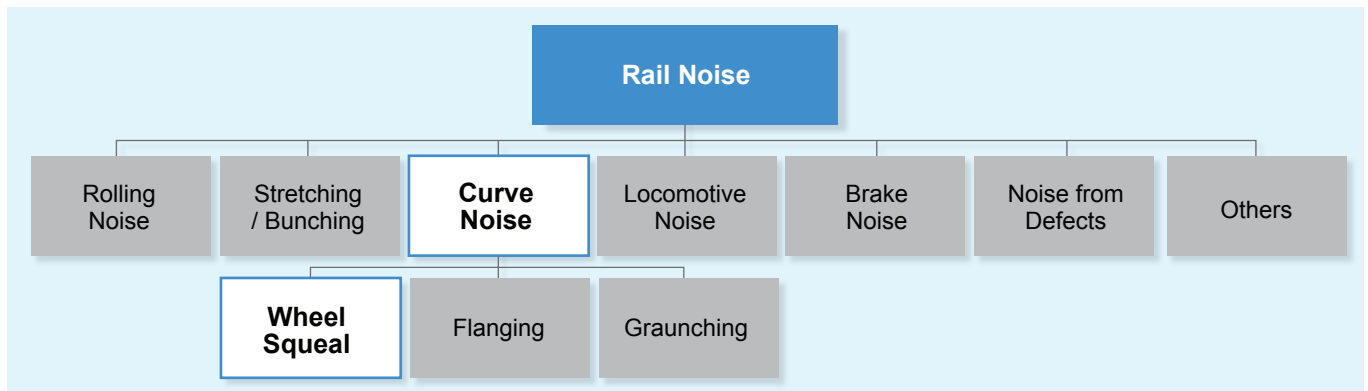 Rail Noise
Rolling
Noise
Stretching
/ Bunching
Curve
Noise
Locomotive
Noise
Brake
Noise
Noise from
Defects
Others
Wheel
Squeal
Flanging
Graunching